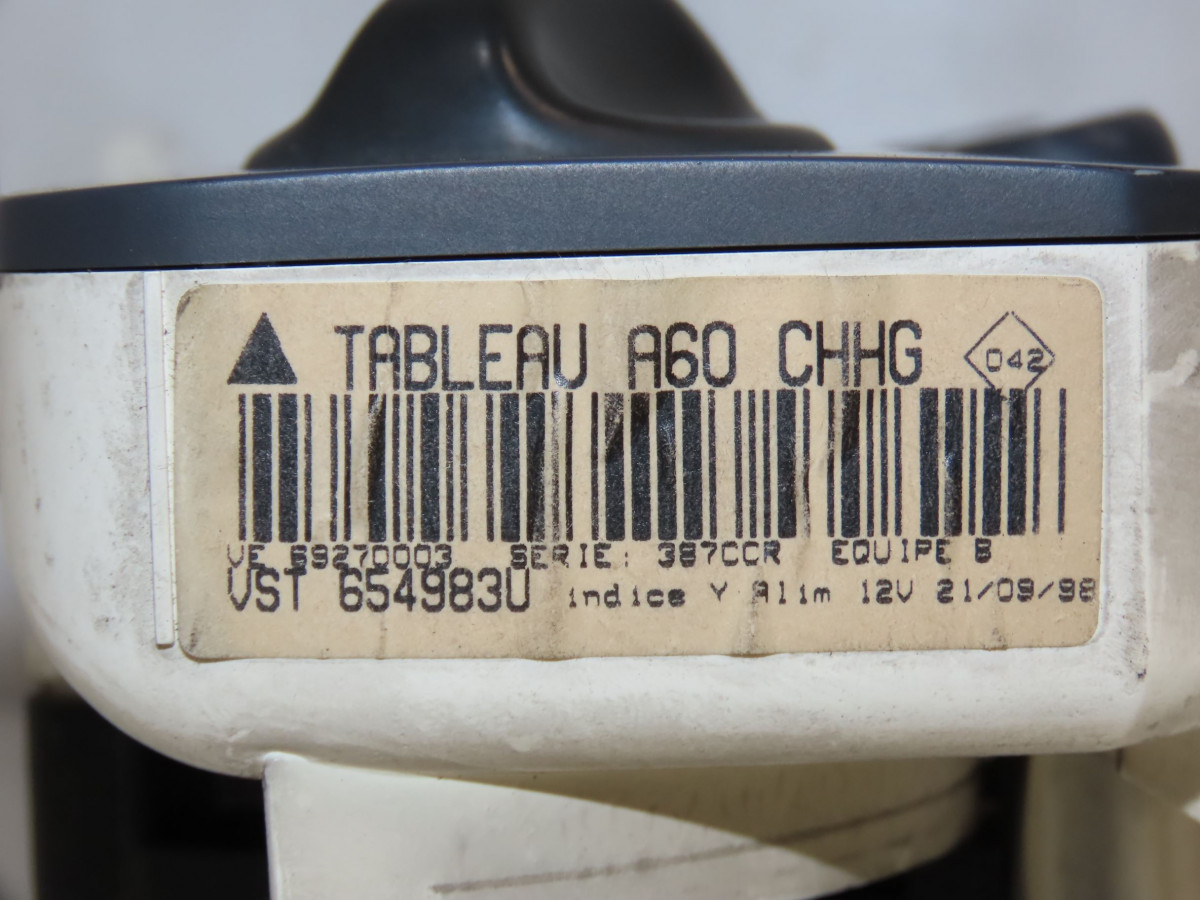 TABLEAU A60 CHHG 042
VE 69270003 SERIE: 387CCR EQUIPE B
VST 654983U indice Y Alim 12V 21/09/98